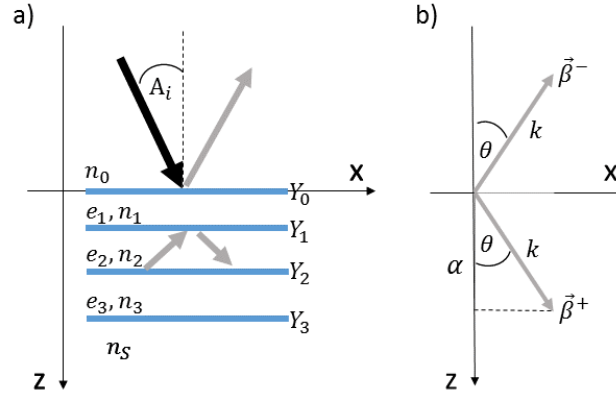 a)
A_i
n_0
X
Y_0
e_1, n_1
Y_1
e_2, n_2
Y_2
e_3, n_3
Y_3
n_S
Z
b)
β⃗^-
k
θ
X
θ
k
α
β⃗^+
Z